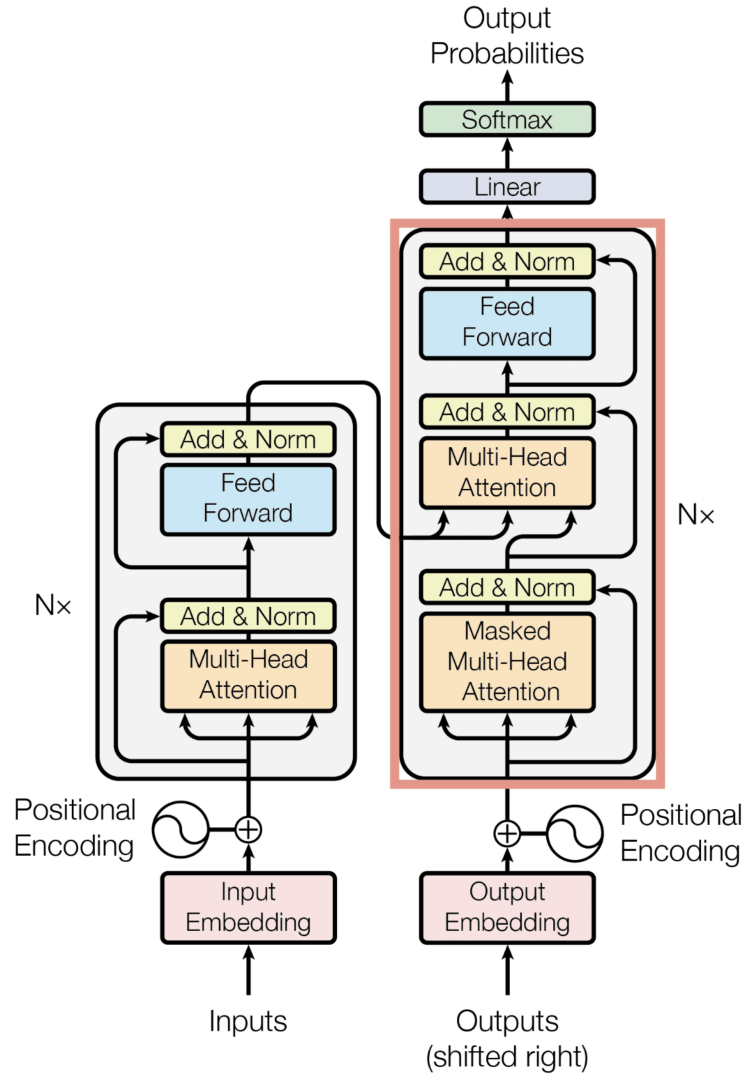 Output
Probabilities
Softmax
Linear
Add & Norm
Feed
Forward
Add & Norm
Multi-Head
Attention
Nx
Add & Norm
Masked
Multi-Head
Attention
Add & Norm
Feed
Forward
Nx
Add & Norm
Multi-Head
Attention
Positional
Encoding
Positional
Encoding
Input
Embedding
Output
Embedding
Inputs
Outputs
(shifted right)